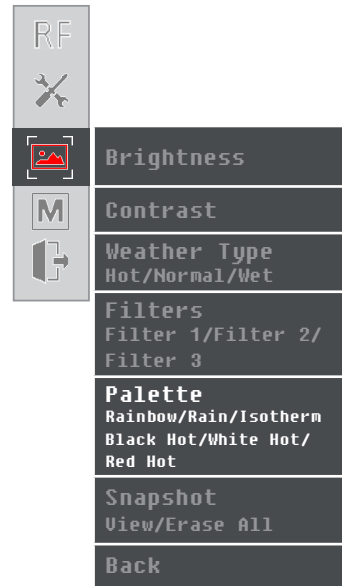 RF
M
Brightness
Contrast
Weather Type
Hot/Normal/Wet
Filters
Filter 1/Filter 2/
Filter 3
Palette
Rainbow/Rain/Isotherm
Black Hot/White Hot/
Red Hot
Snapshot
View/Erase All
Back